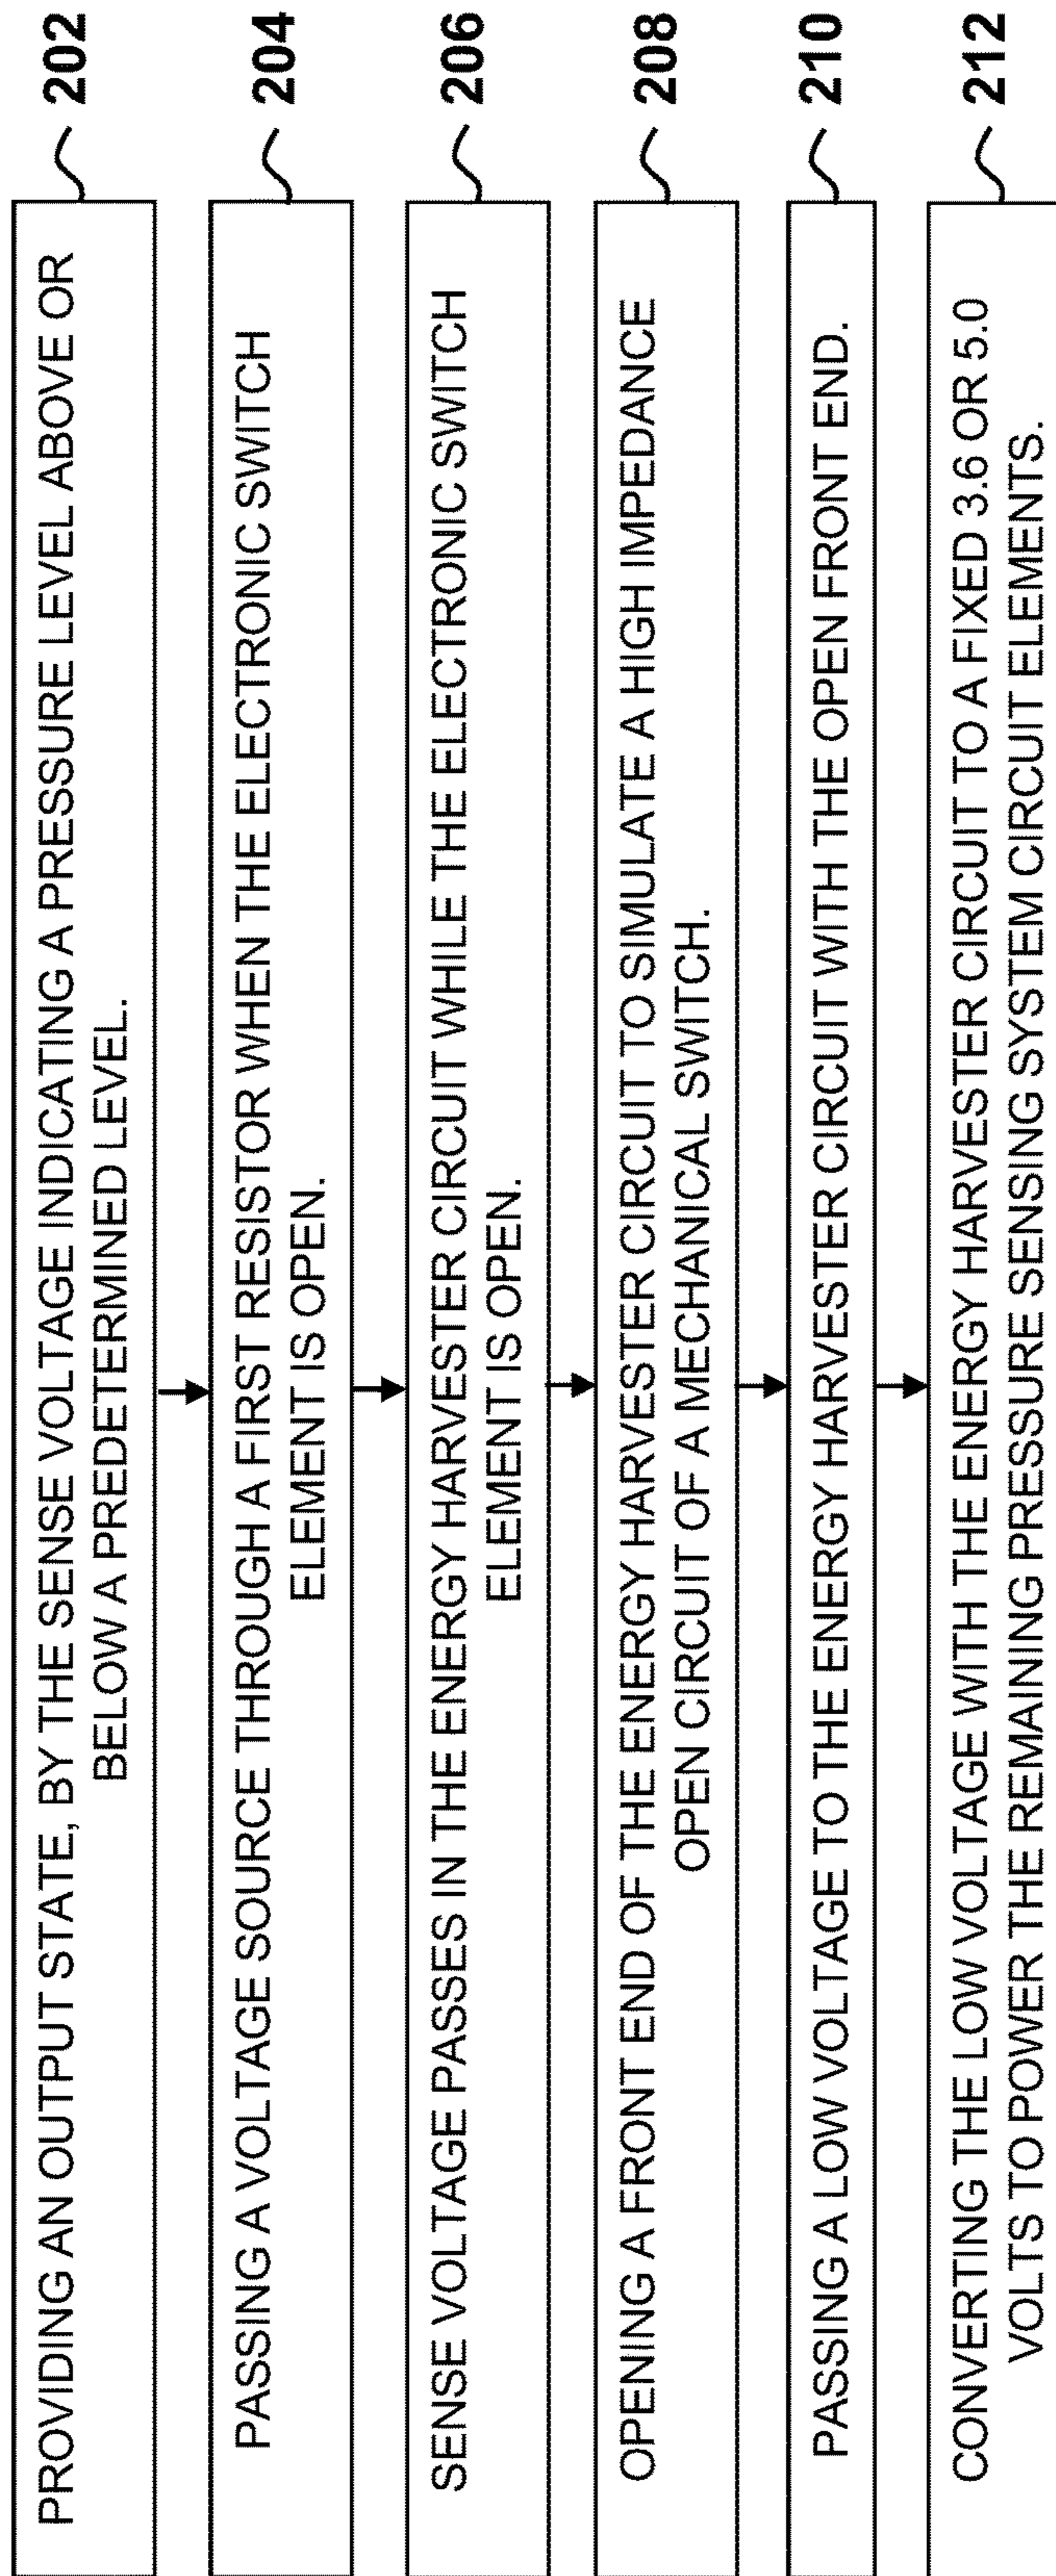 PROVIDING AN OUTPUT STATE, BY THE SENSE VOLTAGE INDICATING A PRESSURE LEVEL ABOVE OR
BELOW A PREDETERMINED LEVEL.
202
PASSING A VOLTAGE SOURCE THROUGH A FIRST RESISTOR WHEN THE ELECTRONIC SWITCH
ELEMENT IS OPEN.
204
SENSE VOLTAGE PASSES IN THE ENERGY HARVESTER CIRCUIT WHILE THE ELECTRONIC SWITCH
ELEMENT IS OPEN.
206
OPENING A FRONT END OF THE ENERGY HARVESTER CIRCUIT TO SIMULATE A HIGH IMPEDANCE
OPEN CIRCUIT OF A MECHANICAL SWITCH.
208
PASSING A LOW VOLTAGE TO THE ENERGY HARVESTER CIRCUIT WITH THE OPEN FRONT END.
210
CONVERTING THE LOW VOLTAGE WITH THE ENERGY HARVESTER CIRCUIT TO A FIXED 3.6 OR 5.0
VOLTS TO POWER THE REMAINING PRESSURE SENSING SYSTEM CIRCUIT ELEMENTS.
212